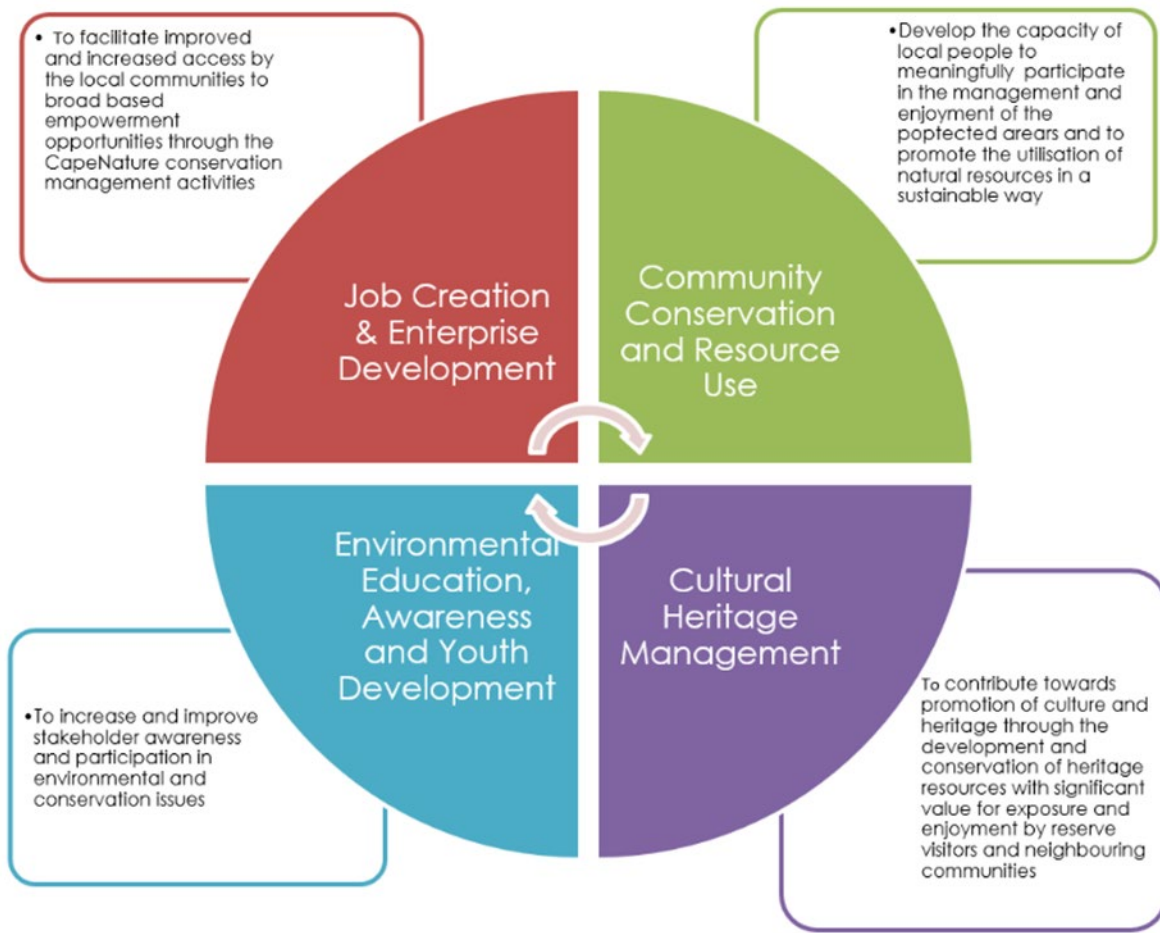 • To facilitate improved
and increased access by
the local communities to
broad based
empowerment
opportunities through the
CapeNature conservation
management activities
•Develop the capacity of
local people to
meaningfully participate
in the management and
enjoyment of the
poptected arears and to
promote the utilisation of
natural resources in a
sustainable way
Job Creation
& Enterprise
Development
Community
Conservation
and Resource
Use
Environmental
Education,
Awareness
and Youth
Development
Cultural
Heritage
Management
•To increase and improve
stakeholder awareness
and participation in
environmental and
conservation issues
To contribute towards
promotion of culture and
heritage through the
development and
conservation of heritage
resources with significant
value for exposure and
enjoyment by reserve
visitors and neighbouring
communities